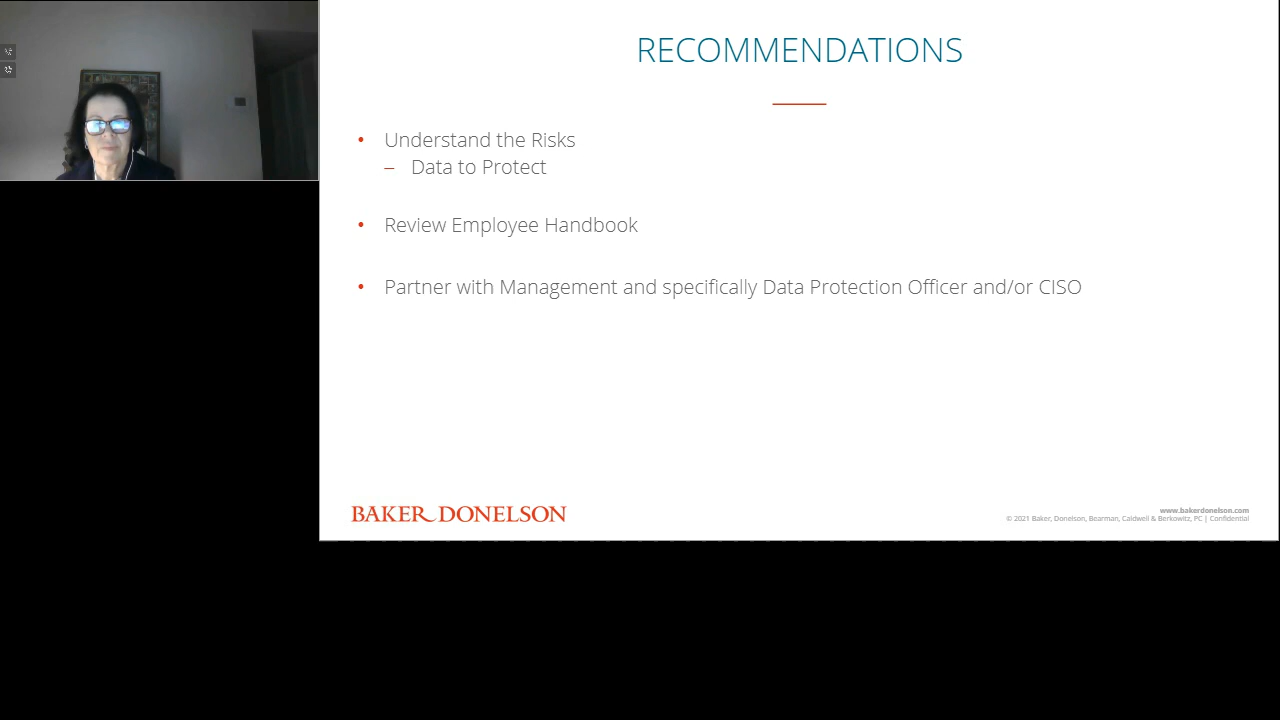 RECOMMENDATIONS
• Understand the Risks
– Data to Protect
• Review Employee Handbook
• Partner with Management and specifically Data Protection Officer and/or CISO
BAKER DONELSON
www.bakerdonelson.com
© 2021 Baker, Donelson, Bearman, Caldwell & Berkowitz, PC | Confidential